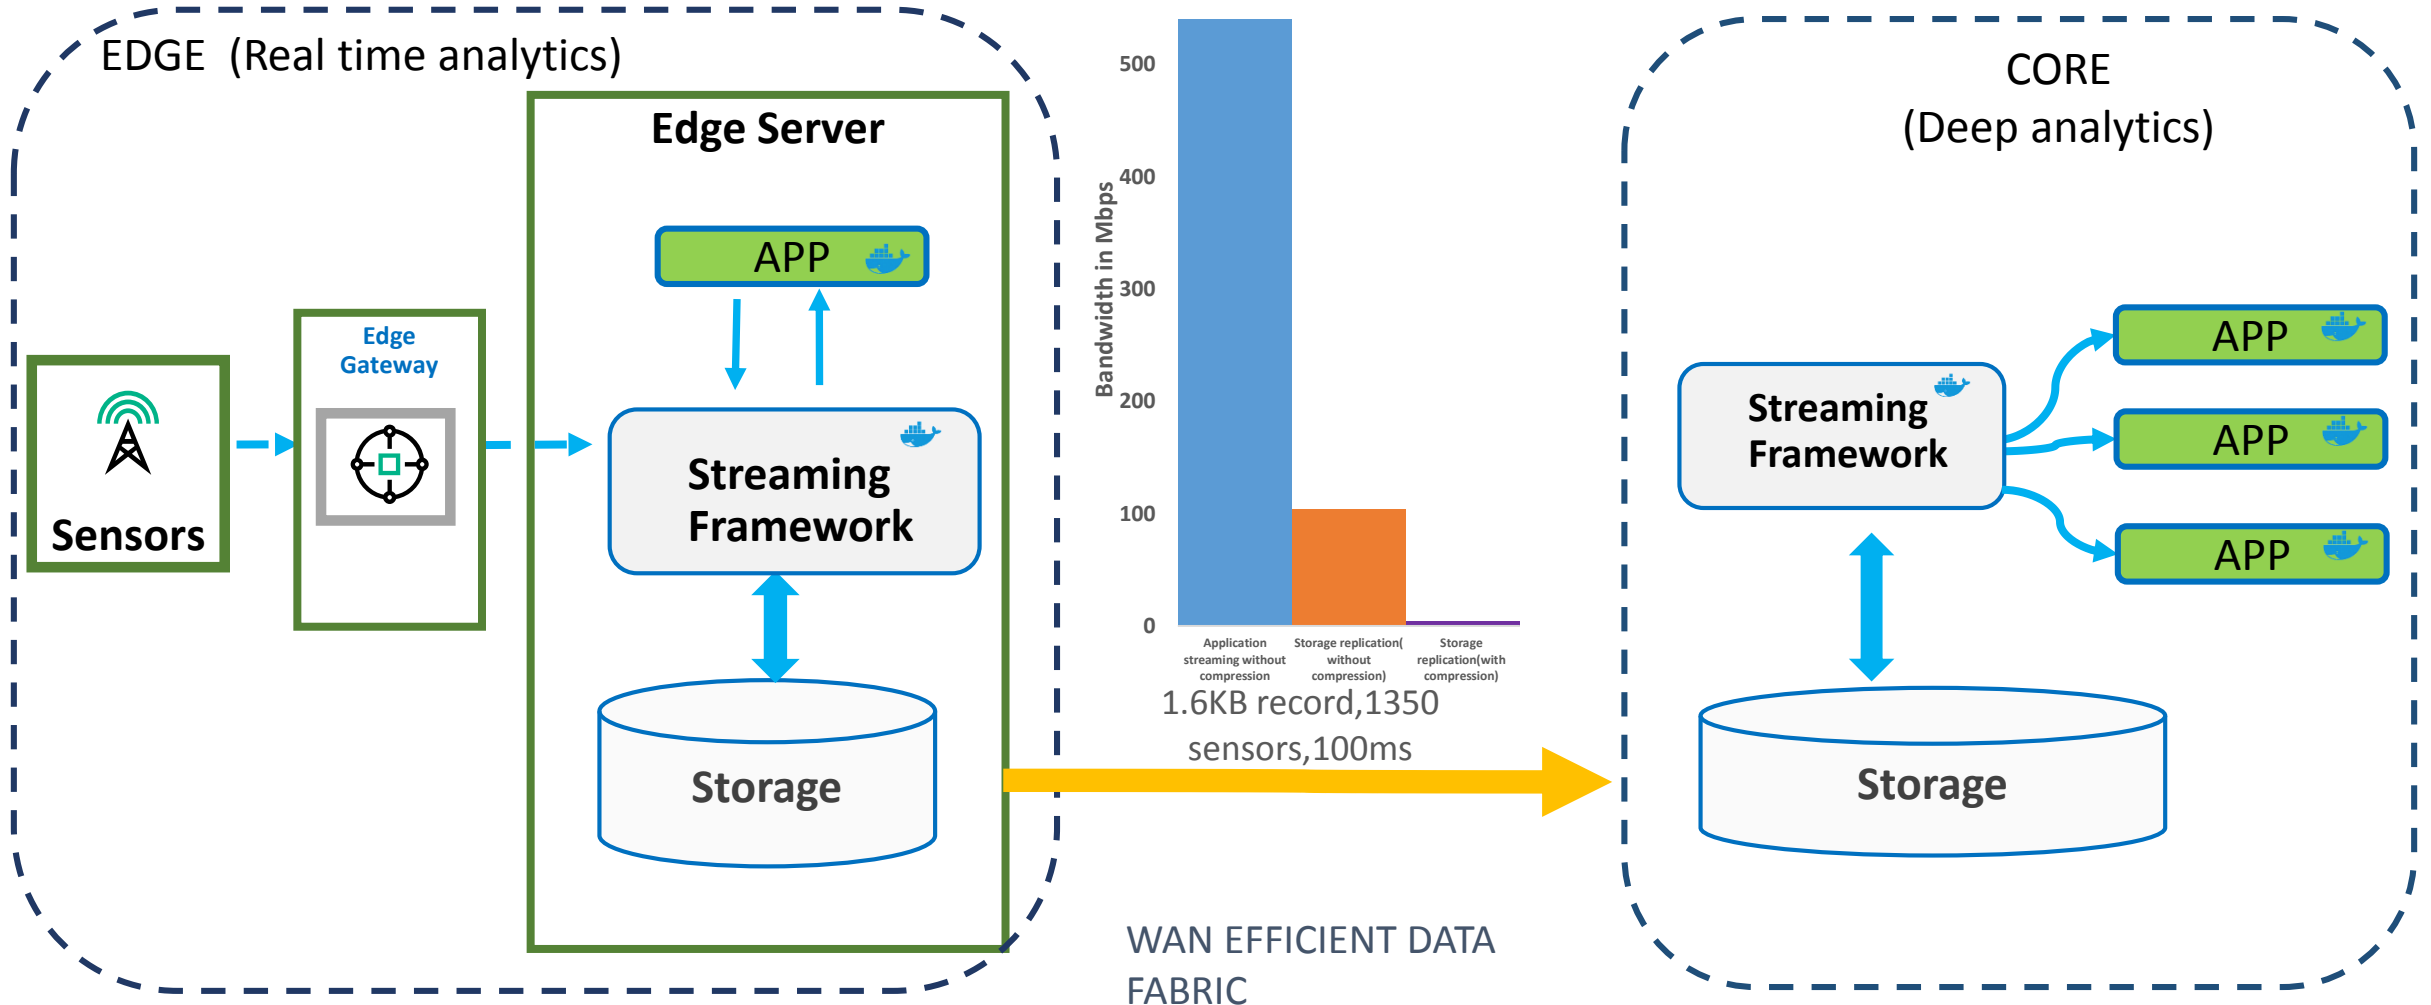 EDGE (Real time analytics)
Edge Server
APP
Edge
Gateway
Sensors
Streaming
Framework
Storage
500
400
300
200
100
0
Bandwidth in Mbps
Application
streaming without
compression
Storage replication(
without
compression)
Storage
replication(with
compression)
1.6KB record,1350
sensors,100ms
WAN EFFICIENT DATA
FABRIC
CORE
(Deep analytics)
Streaming
Framework
APP
APP
APP
Storage